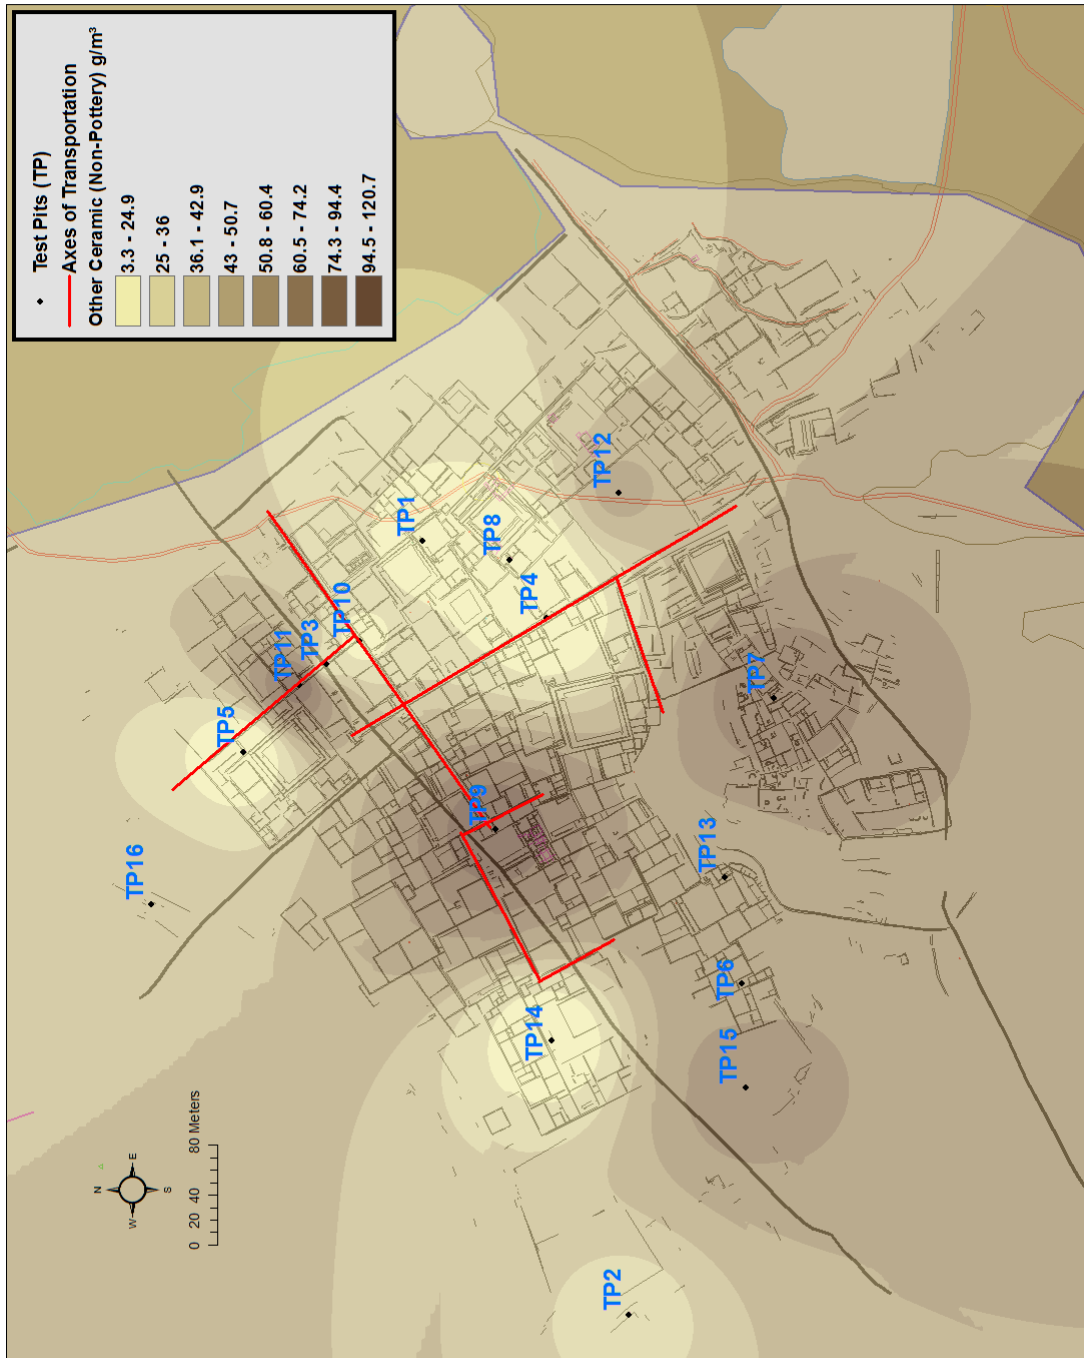 Test Pits (TP)
Axes of Transportation
Other Ceramic (Non-Pottery) g/m³
3.3 - 24.9
25 - 36
36.1 - 42.9
43 - 50.7
50.8 - 60.4
60.5 - 74.2
74.3 - 94.4
94.5 - 120.7
TP16
TP5
TP11
TP3
TP10
TP1
TP8
TP4
TP12
TP9
TP7
TP13
TP6
TP15
TP14
TP2
N
W E
S
0 20 40 80 Meters